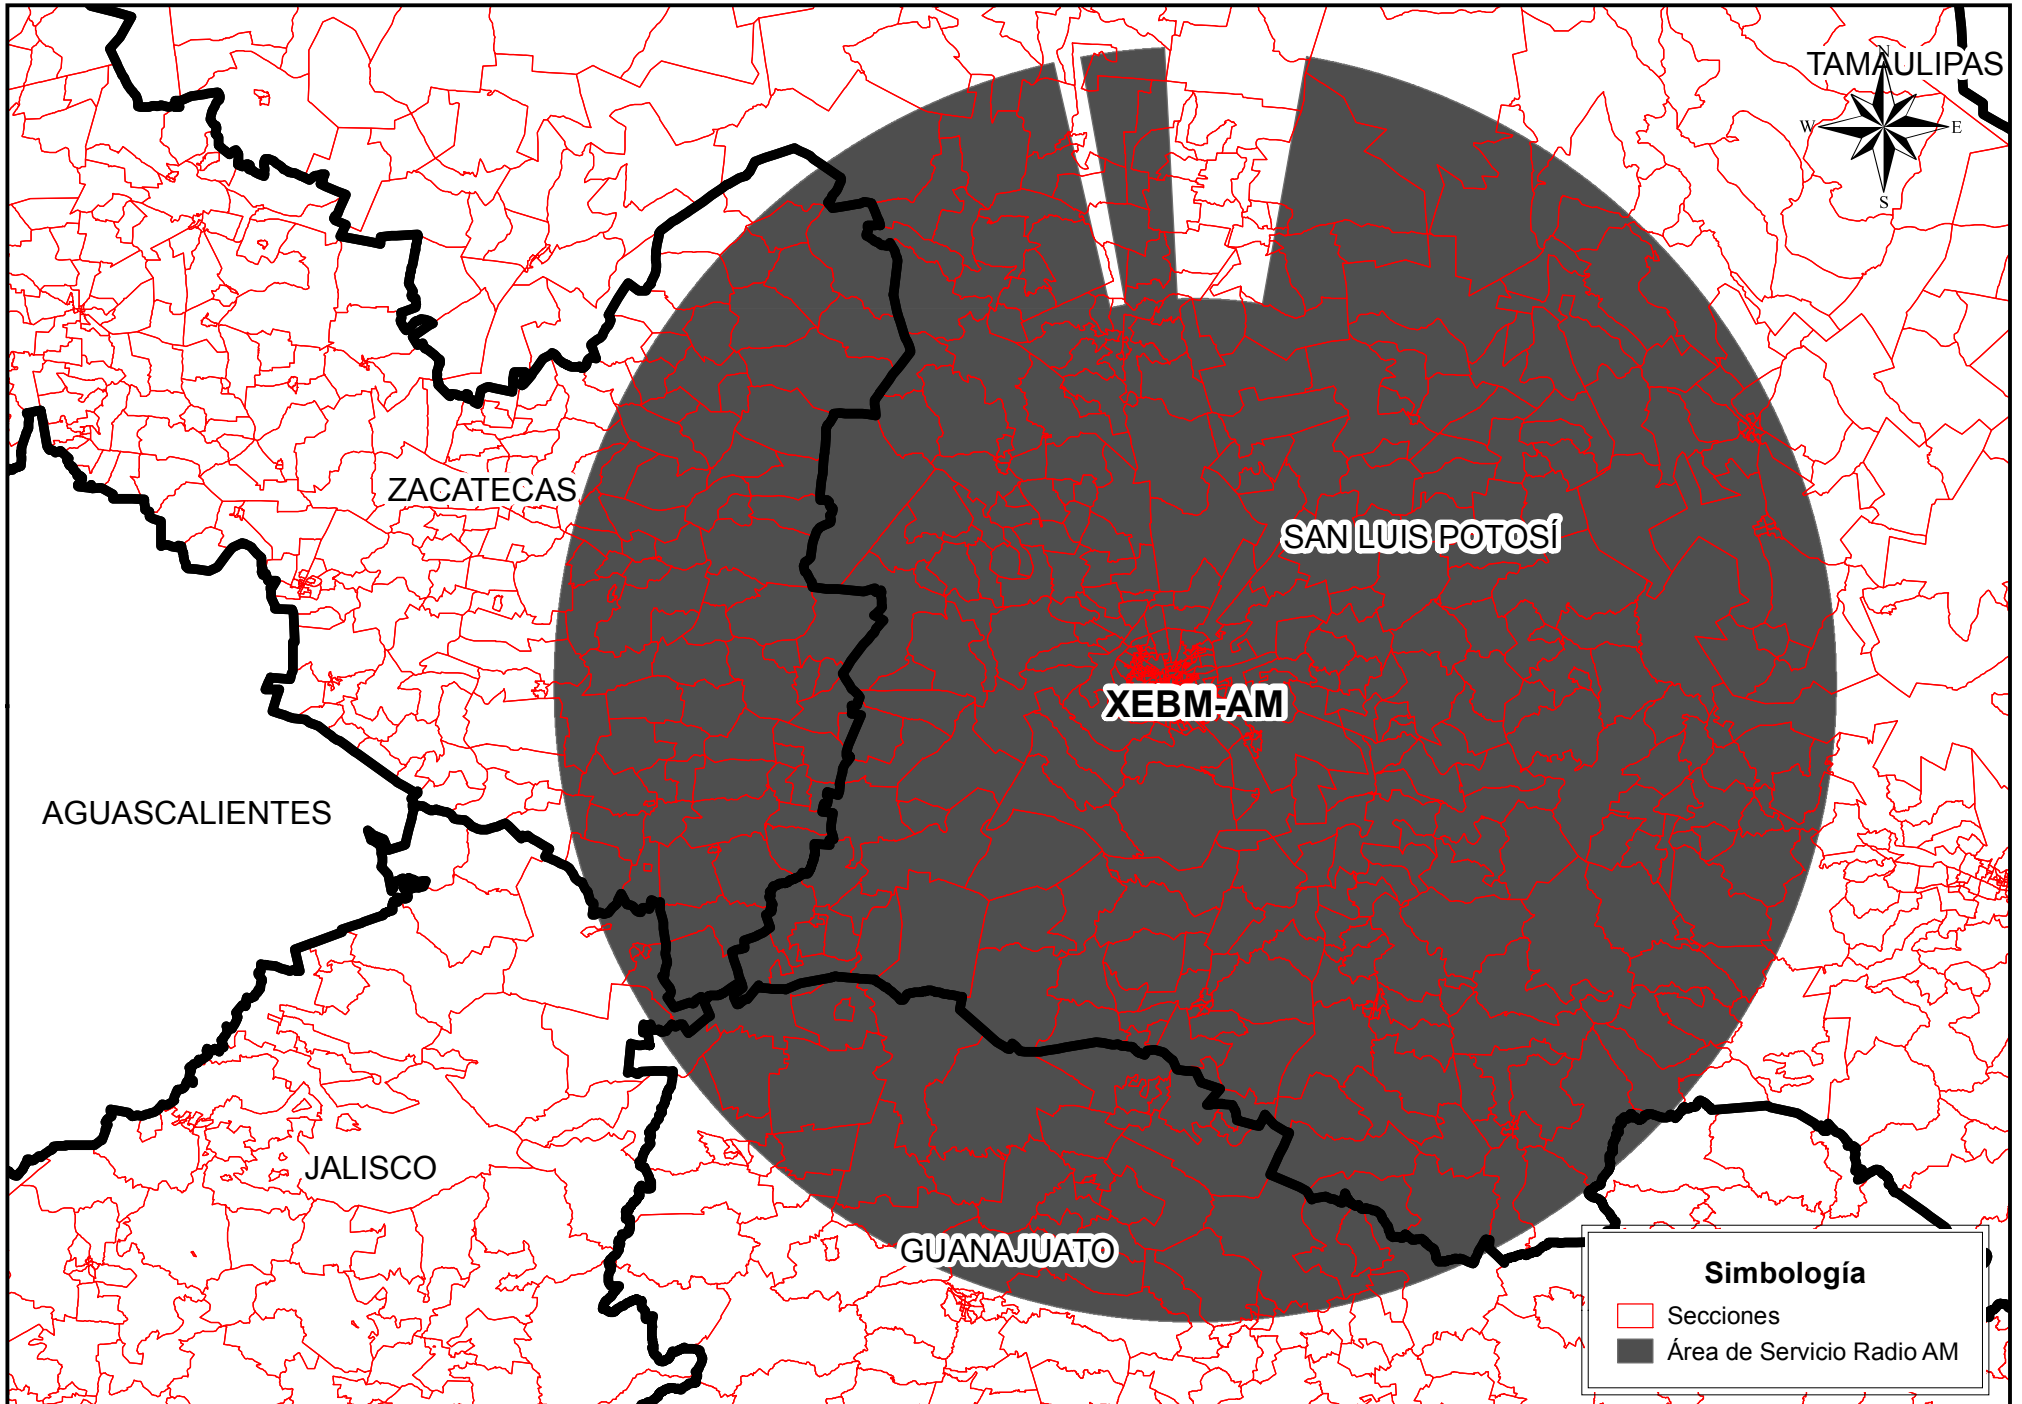 TAMAULIPAS
N
W
E
S
ZACATECAS
SAN LUIS POTOSÍ
XEBM-AM
AGUASCALIENTES
JALISCO
GUANAJUATO
Simbología
Secciones
Área de Servicio Radio AM